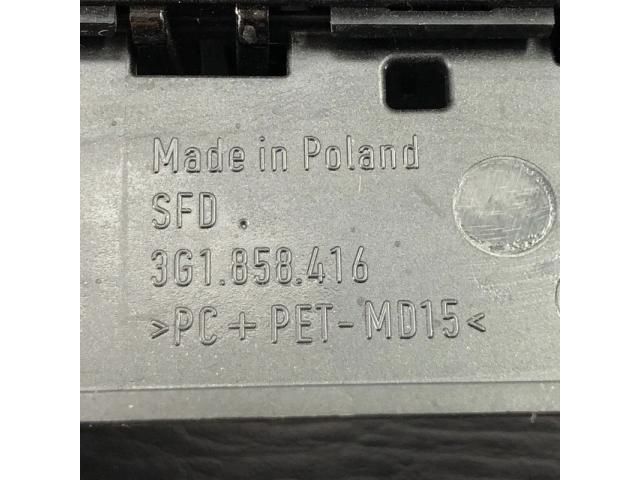 Made in Poland
SFD
3G1.858.416
>PC+PET-MD15<